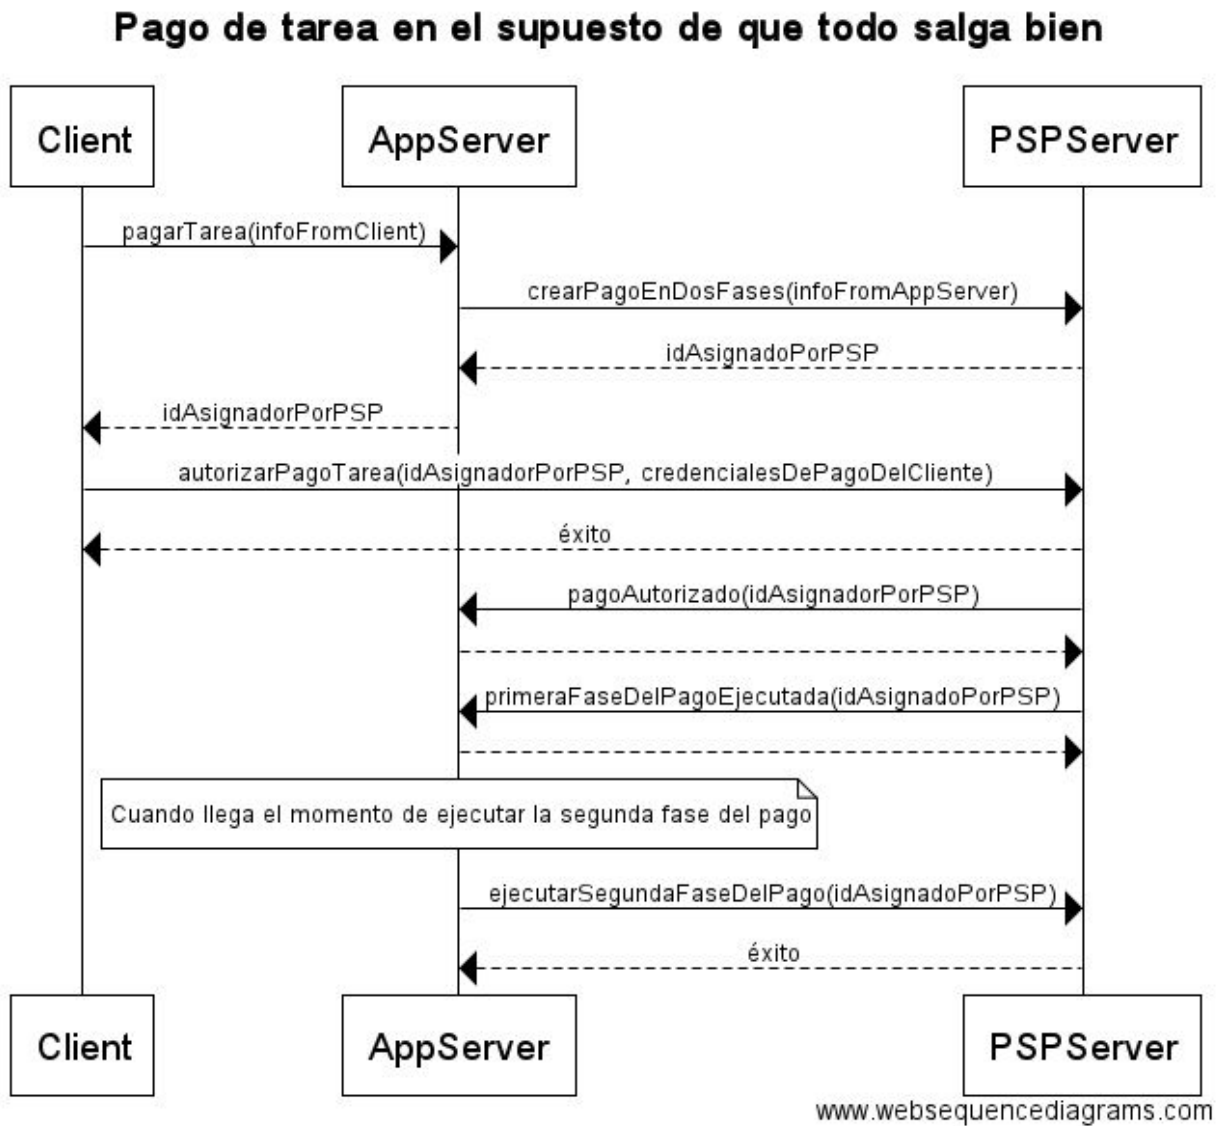 Pago de tarea en el supuesto de que todo salga bien
Client
AppServer
PSPServer
pagarTarea(infoFromClient)
crearPagoEnDosFases(infoFromAppServer)
idAsignadoPorPSP
idAsignadorPorPSP
autorizarPagoTarea(idAsignadorPorPSP, credencialesDePagoDelCliente)
éxito
pagoAutorizado(idAsignadorPorPSP)
primeraFaseDelPagoEjecutada(idAsignadoPorPSP)
Cuando llega el momento de ejecutar la segunda fase del pago
ejecutarSegundaFaseDelPago(idAsignadoPorPSP)
éxito
Client
AppServer
PSPServer
www.websequencediagrams.com